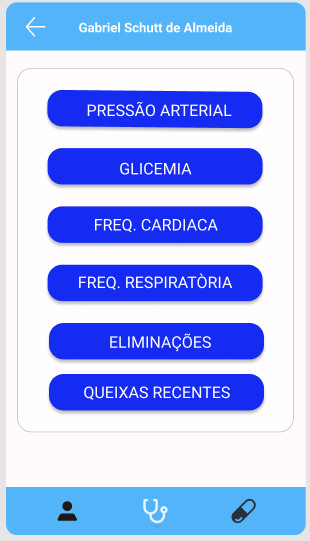 Gabriel Schutt de Almeida
PRESSÃO ARTERIAL
GLICEMIA
FREQ. CARDIACA
FREQ. RESPIRATÒRIA
ELIMINAÇÕES
QUEIXAS RECENTES